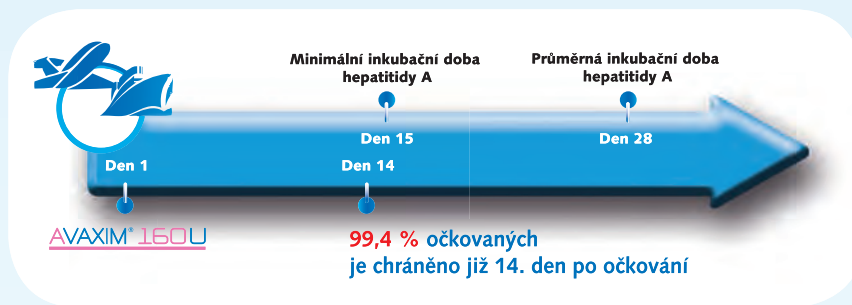 Minimální inkubační doba
hepatitidy A
Průměrná inkubační doba
hepatitidy A
Den 15
Den 28
Den 1
Den 14
AVAXIM® 160U
99,4 % očkovaných
je chráněno již 14. den po očkování